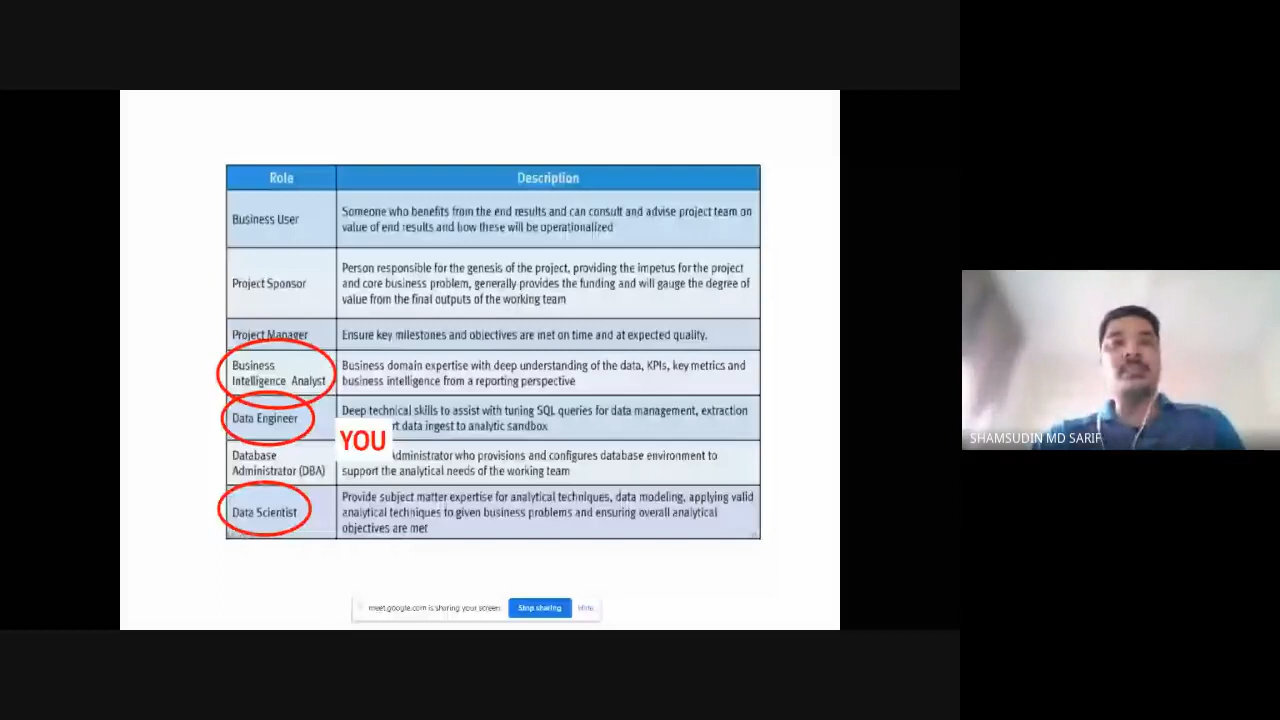 Role Description
Business User
Someone who benefits from the end results and can consult and advise project team on
value of end results and how these will be operationalized
Project Sponsor
Person responsible for the genesis of the project, providing the impetus for the project
and core business problem, generally provides the funding and will gauge the degree of
value from the final outputs of the working team
Project Manager
Ensure key milestones and objectives are met on time and at expected quality.
Business
Intelligence Analyst
Business domain expertise with deep understanding of the data, KPIs, key metrics and
business intelligence from a reporting perspective
Data Engineer
Deep technical skills to assist with tuning SQL queries for data management, extraction
data ingest to analytic sandbox
YOU
Database
Administrator (DBA)
dministrator who provisions and configures database environment to
support the analytical needs of the working team
Data Scientist
Provide subject matter expertise for analytical techniques, data modeling, applying valid
analytical techniques to given business problems and ensuring overall analytical
objectives are met
meet.google.com is sharing your screen
Stop sharing
Hide
SHAMSUDIN MD SARIF